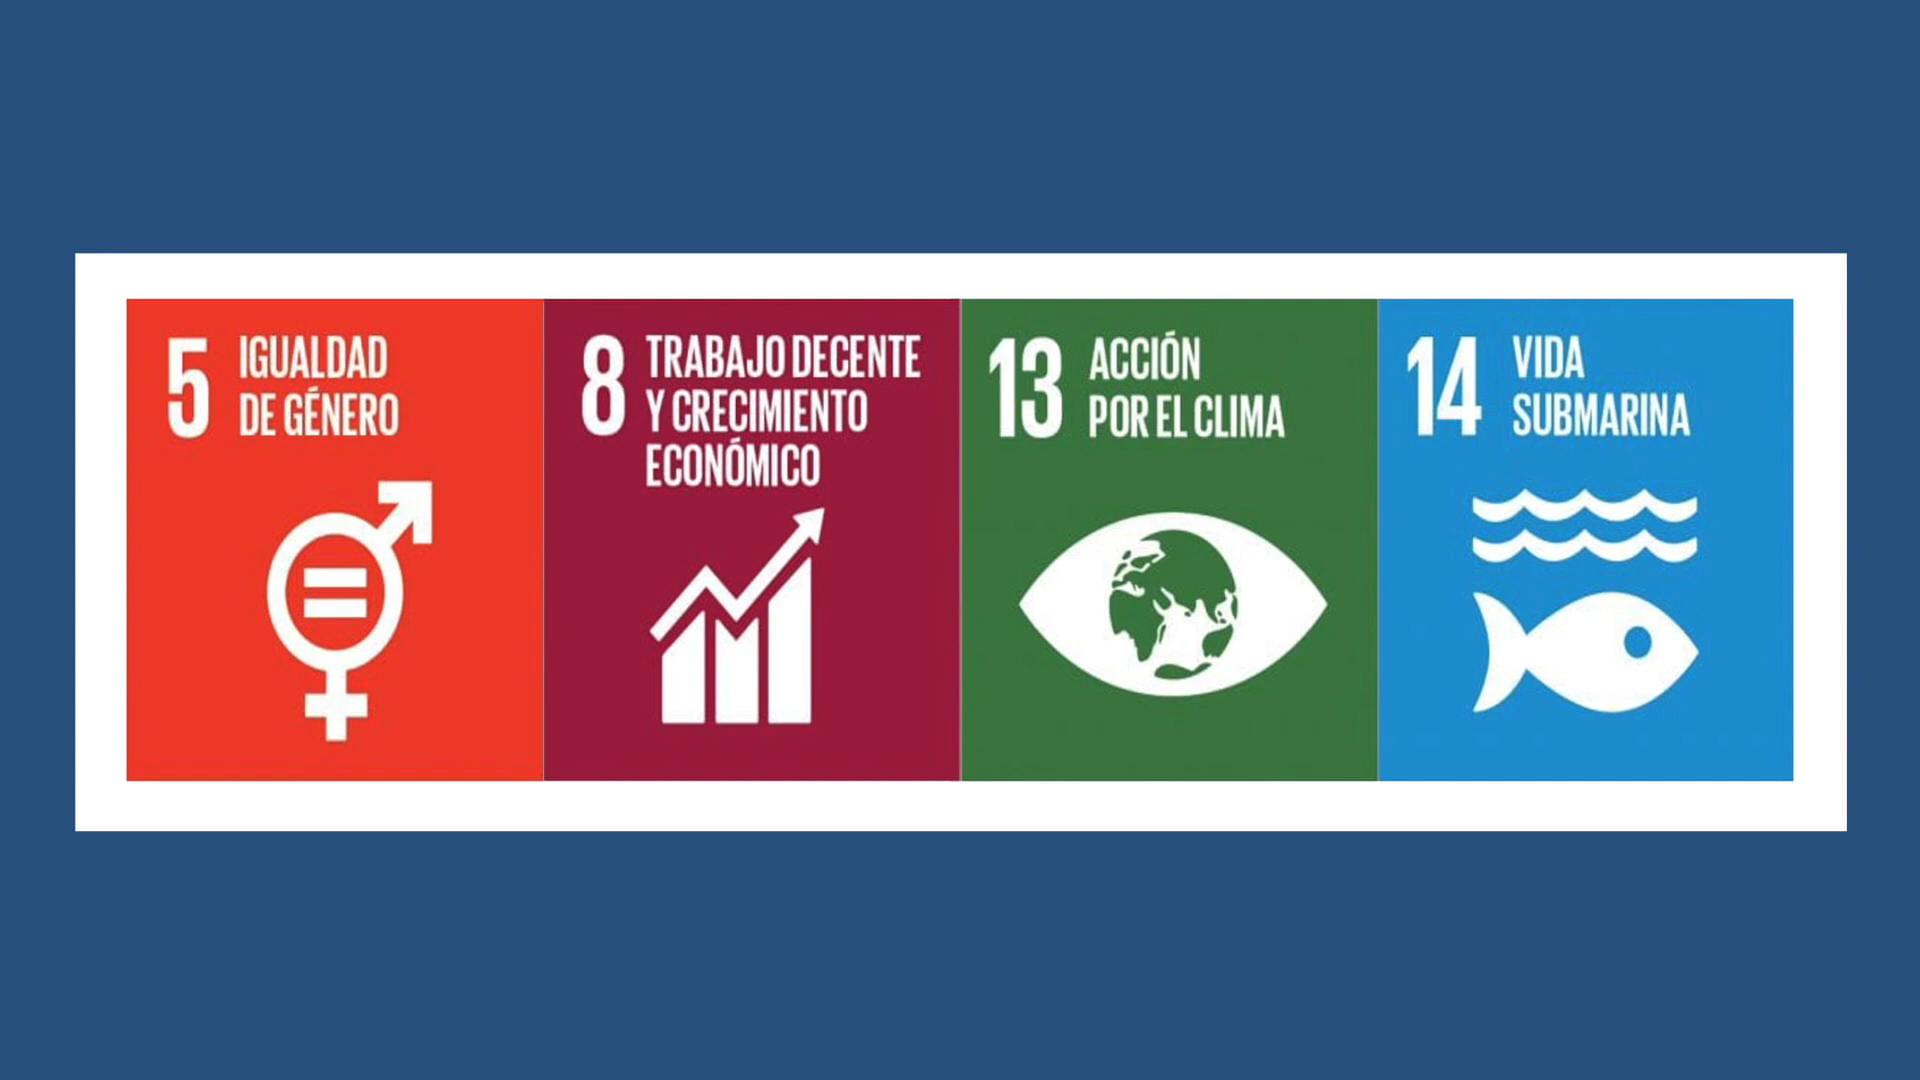 5 IGUALDAD
DE GÉNERO
8 TRABAJO DECENTE
Y CRECIMIENTO
ECONÓMICO
13 ACCIÓN
POR EL CLIMA
14 VIDA
SUBMARINA